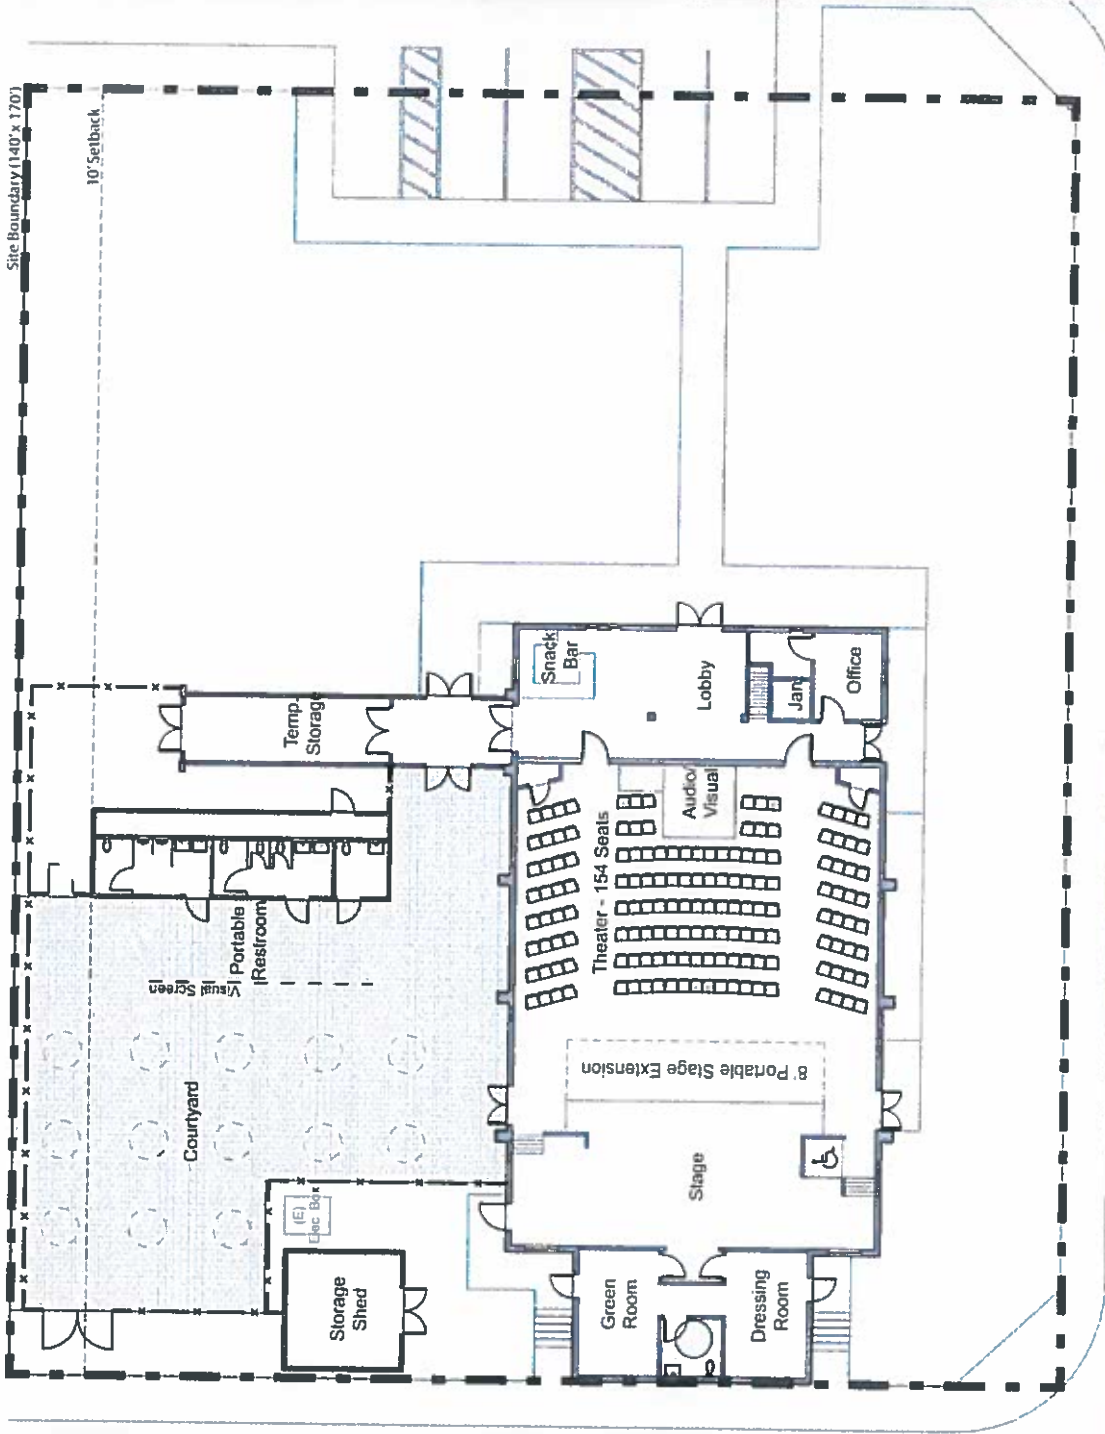 Site Boundary (140' x 170')
10' Setback
Temp.
Storage
Snack
Bar
Lobby
Jan.
Office
Audio/
Visual
Theater - 154 Seats
Portable
Restroom
Visual Screen
Courtyard
8' Portable Stage Extension
Stage
(E)
Elec Box
Storage
Shed
Green
Room
Dressing
Room